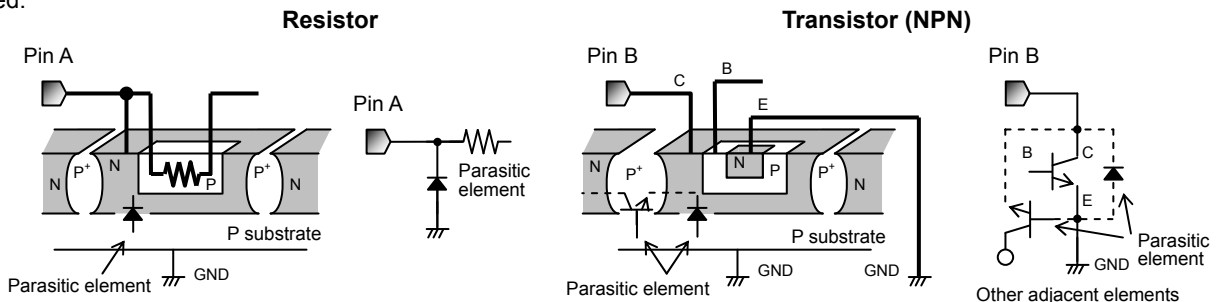 ed.
Resistor
Transistor (NPN)
Pin A
Pin A
N
P+
N
P
P+
N
Parasitic
element
P substrate
Parasitic element
GND
Pin B
C
B
E
N
P+
N
P
P+
N
P substrate
Parasitic element
GND
GND
Pin B
B
C
E
Parasitic
element
GND
Other adjacent elements